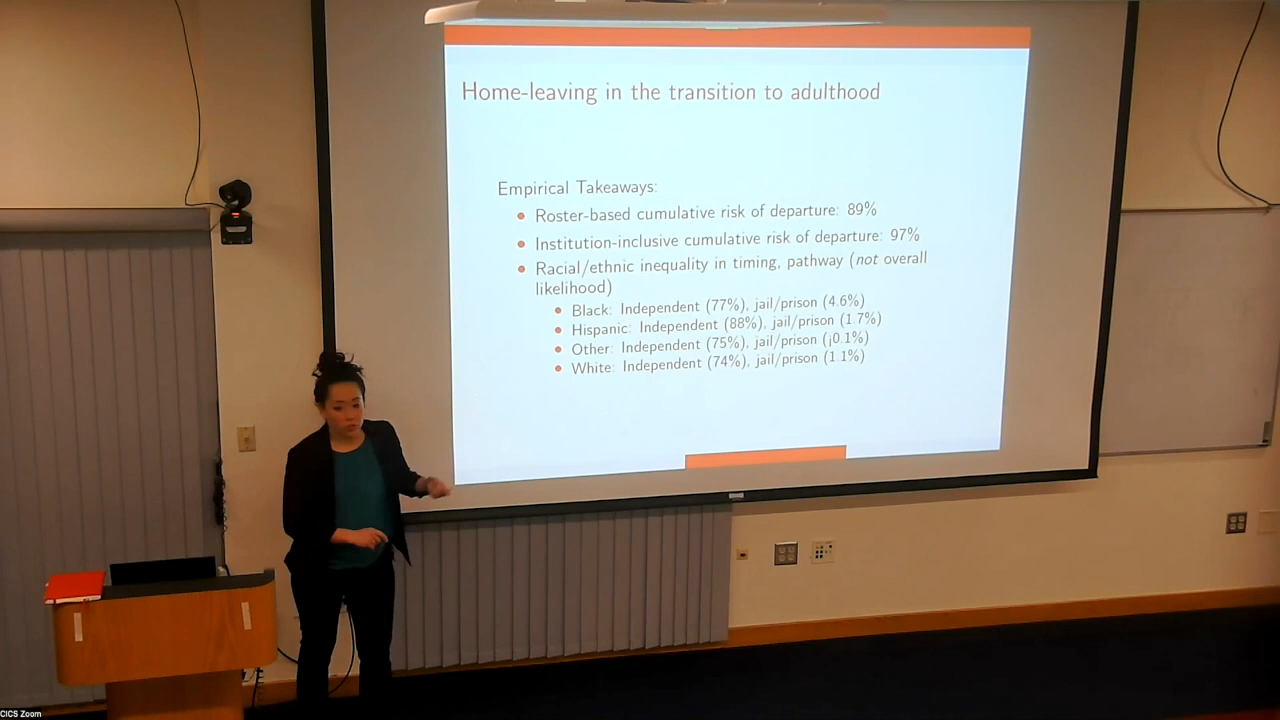 Home-leaving in the transition to adulthood
Empirical Takeaways:
Roster-based cumulative risk of departure: 89%
Institution-inclusive cumulative risk of departure: 97%
Racial/ethnic inequality in timing, pathway (not overall
likelihood)
Black: Independent (77%), jail/prison (4.6%)
Hispanic: Independent (88%), jail/prison (1.7%)
Other: Independent (75%), jail/prison (¡0.1%)
White: Independent (74%), jail/prison (1.1%)
CICS Zoom